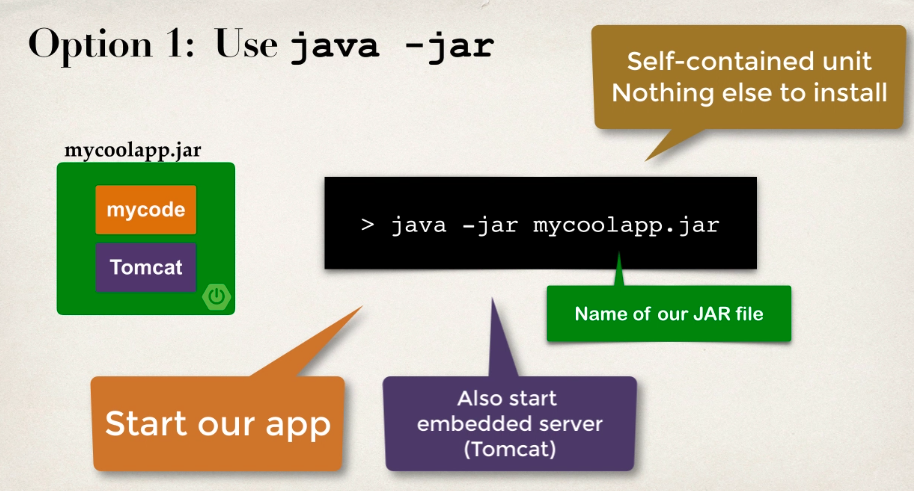 Option 1: Use java -jar
Self-contained unit
Nothing else to install
mycoolapp.jar
mycode
Tomcat
> java -jar mycoolapp.jar
Name of our JAR file
Start our app
Also start
embedded server
(Tomcat)